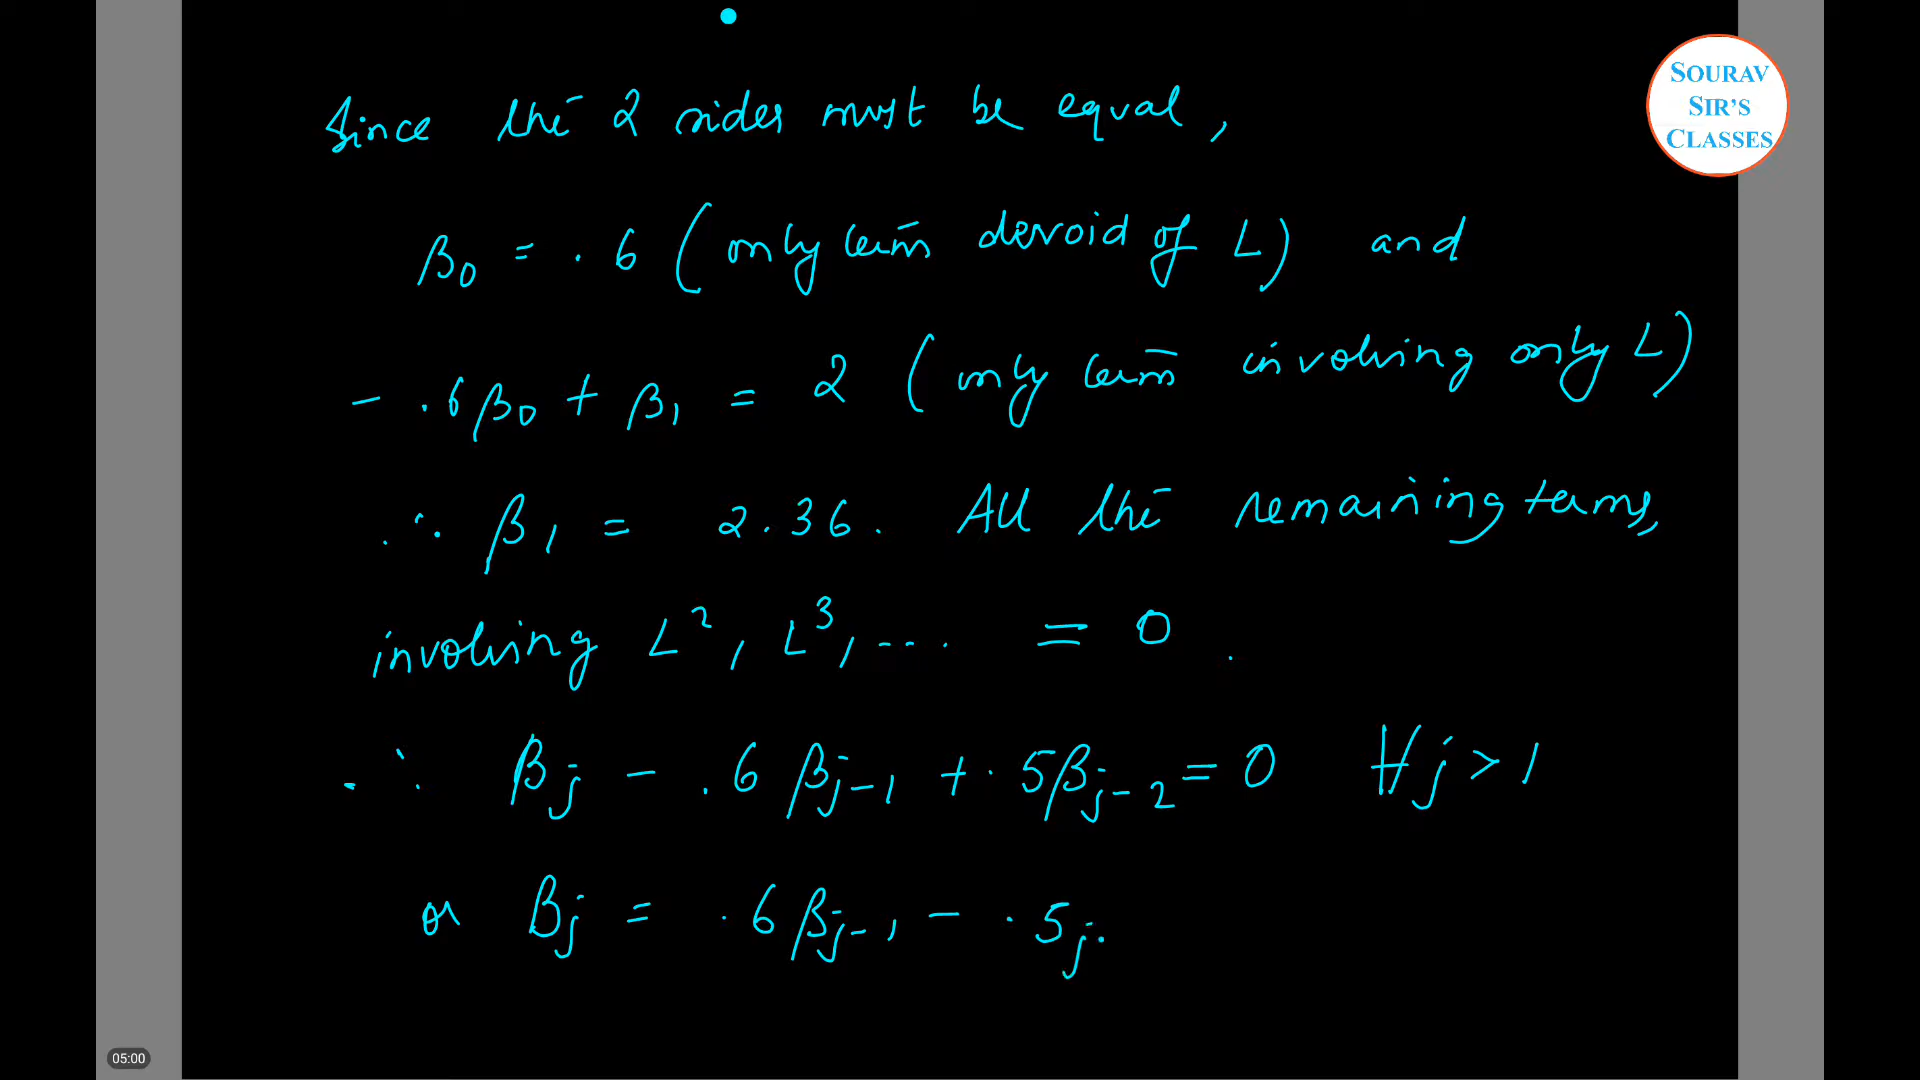 SOURAV
SIR'S
CLASSES
Since the 2 sides must be equal,
β₀ = .6 (only term devoid of L) and
- .6β₀ + β₁ = 2 (only term involving only L)
∴ β₁ = 2.36. All the remaining terms,
involving L², L³, ... = 0.
∴ βⱼ - .6 βⱼ₋₁ + .5βⱼ₋₂ = 0 ∀j > 1
or βⱼ = .6βⱼ₋₁ - .5ⱼ.
05:00